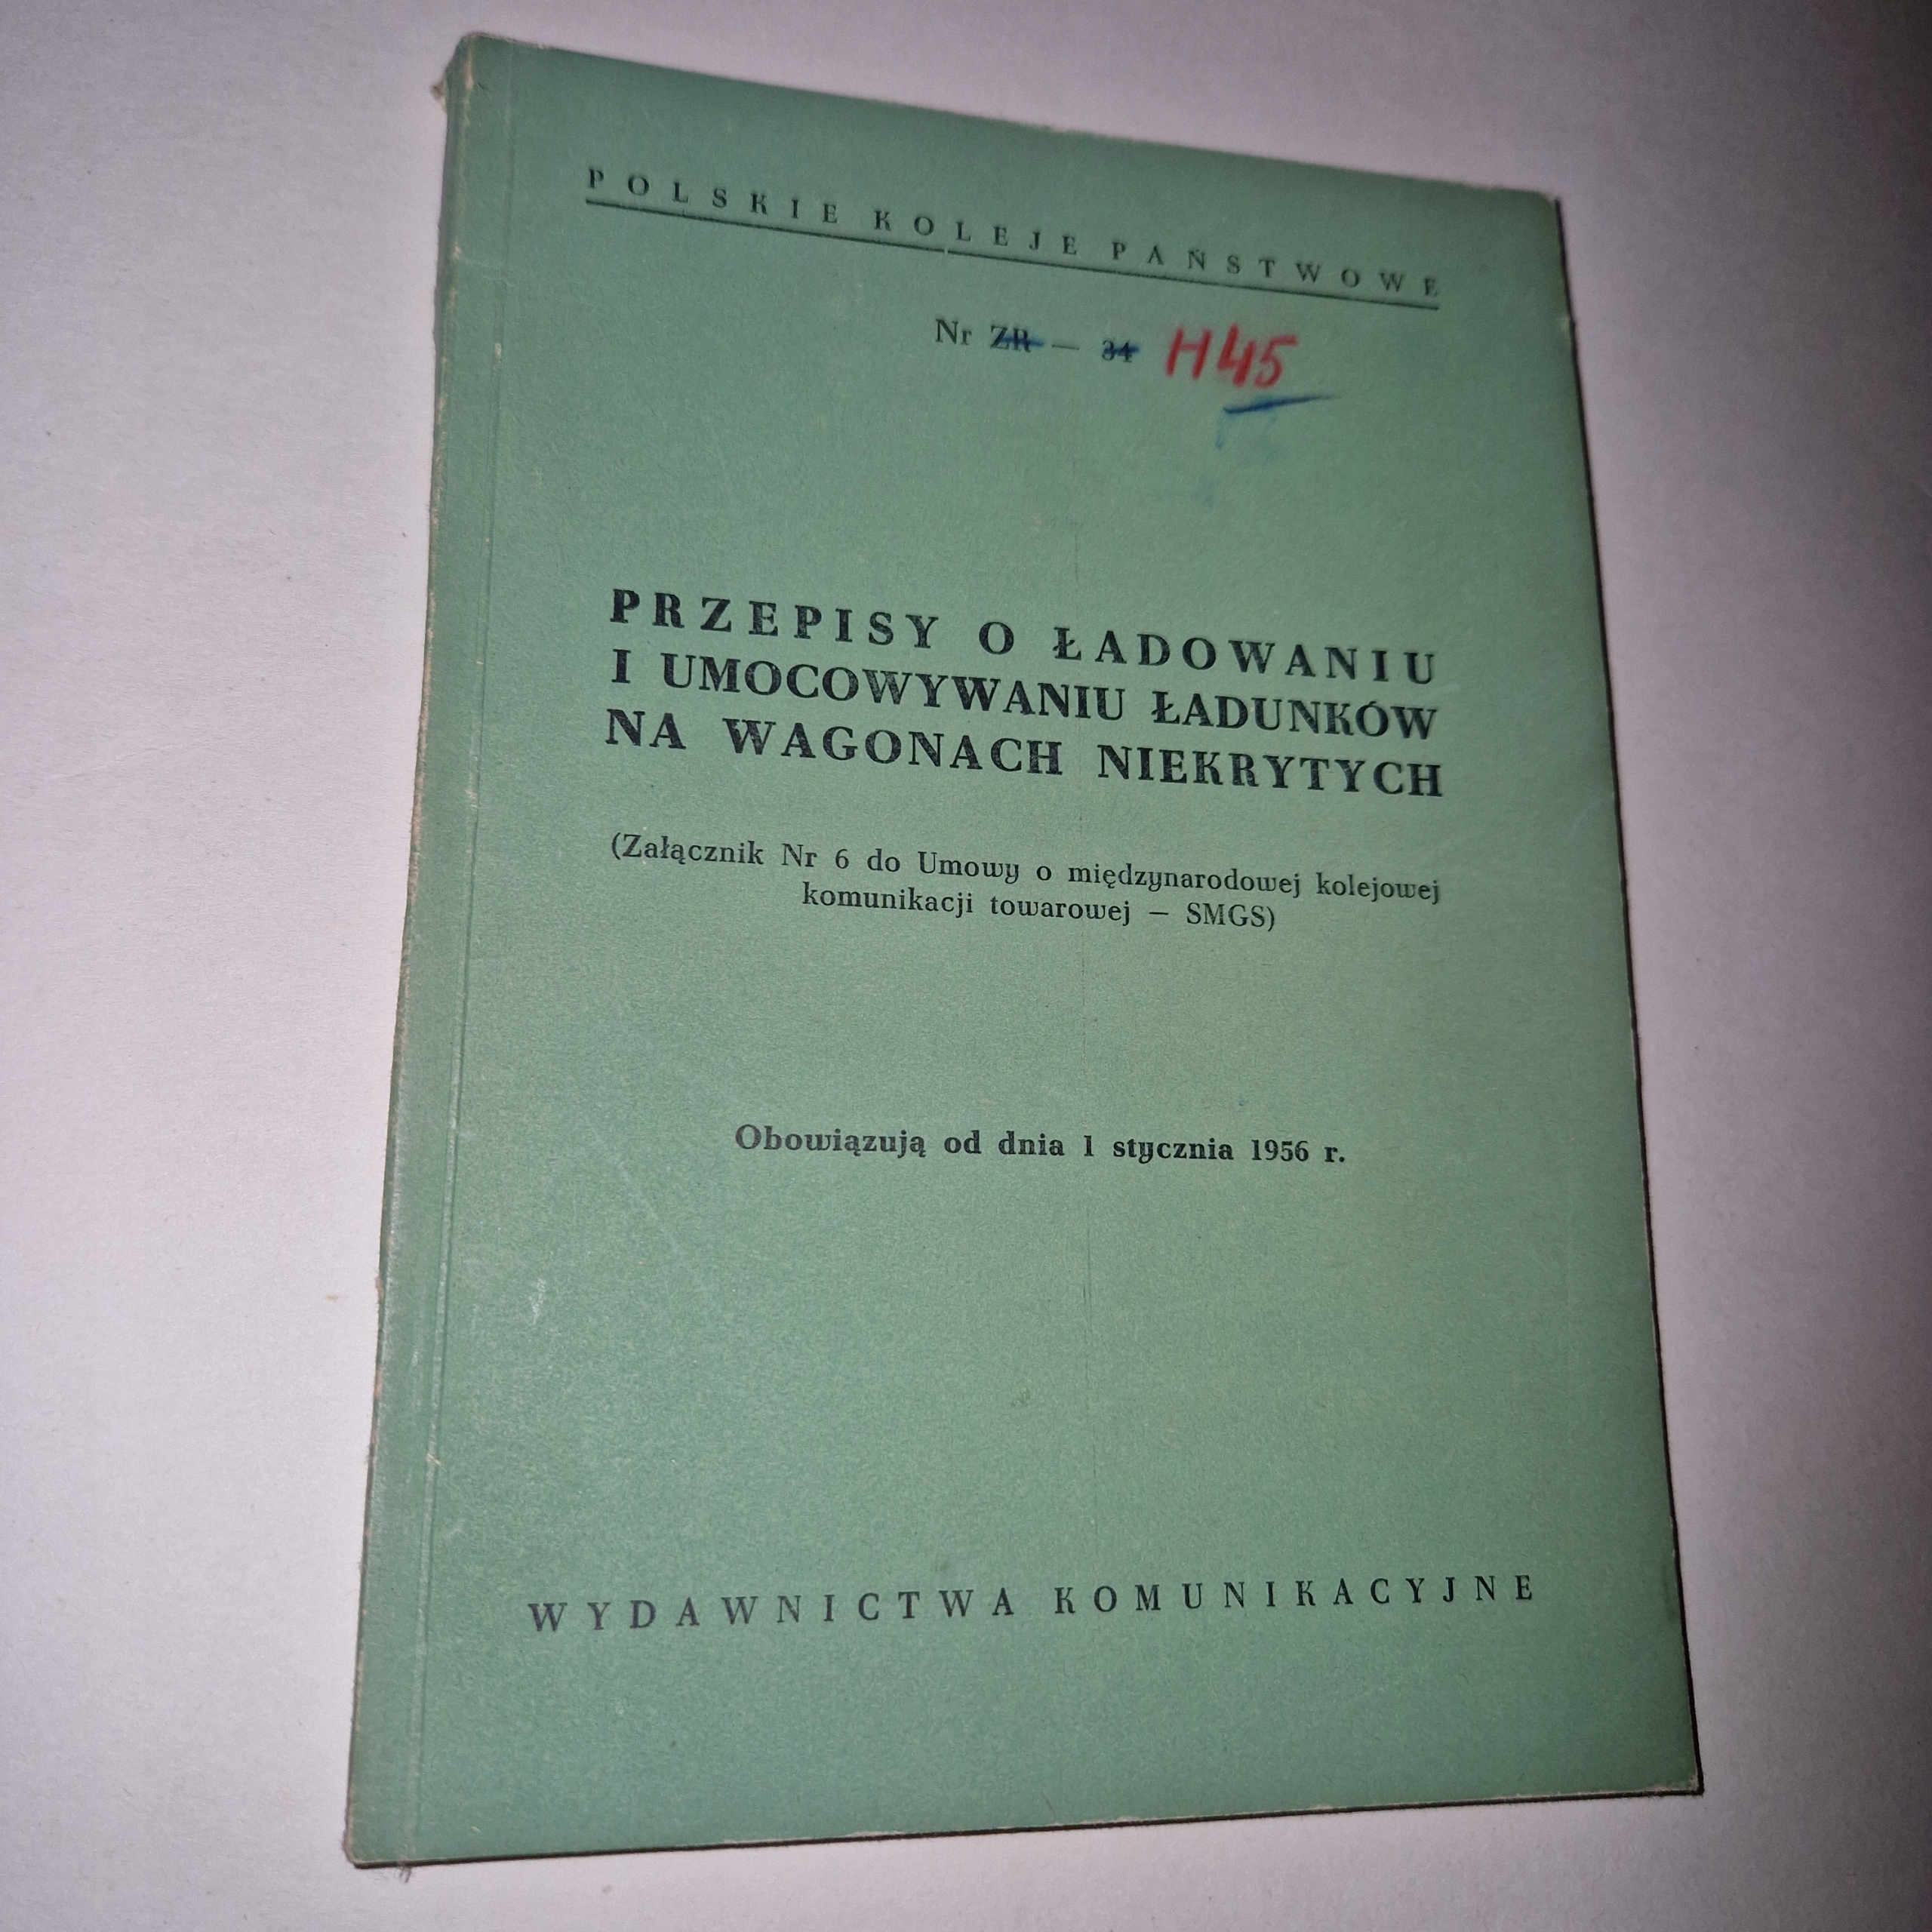 POLSKIE KOLEJE PAŃSTWOWE
Nr ZR — 34 H45
PRZEPISY O ŁADOWANIU
I UMOCOWYWANIU ŁADUNKÓW
NA WAGONACH NIEKRYTYCH
(Załącznik Nr 6 do Umowy o międzynarodowej kolejowej
komunikacji towarowej — SMGS)
Obowiązują od dnia 1 stycznia 1956 r.
WYDAWNICTWA KOMUNIKACYJNE